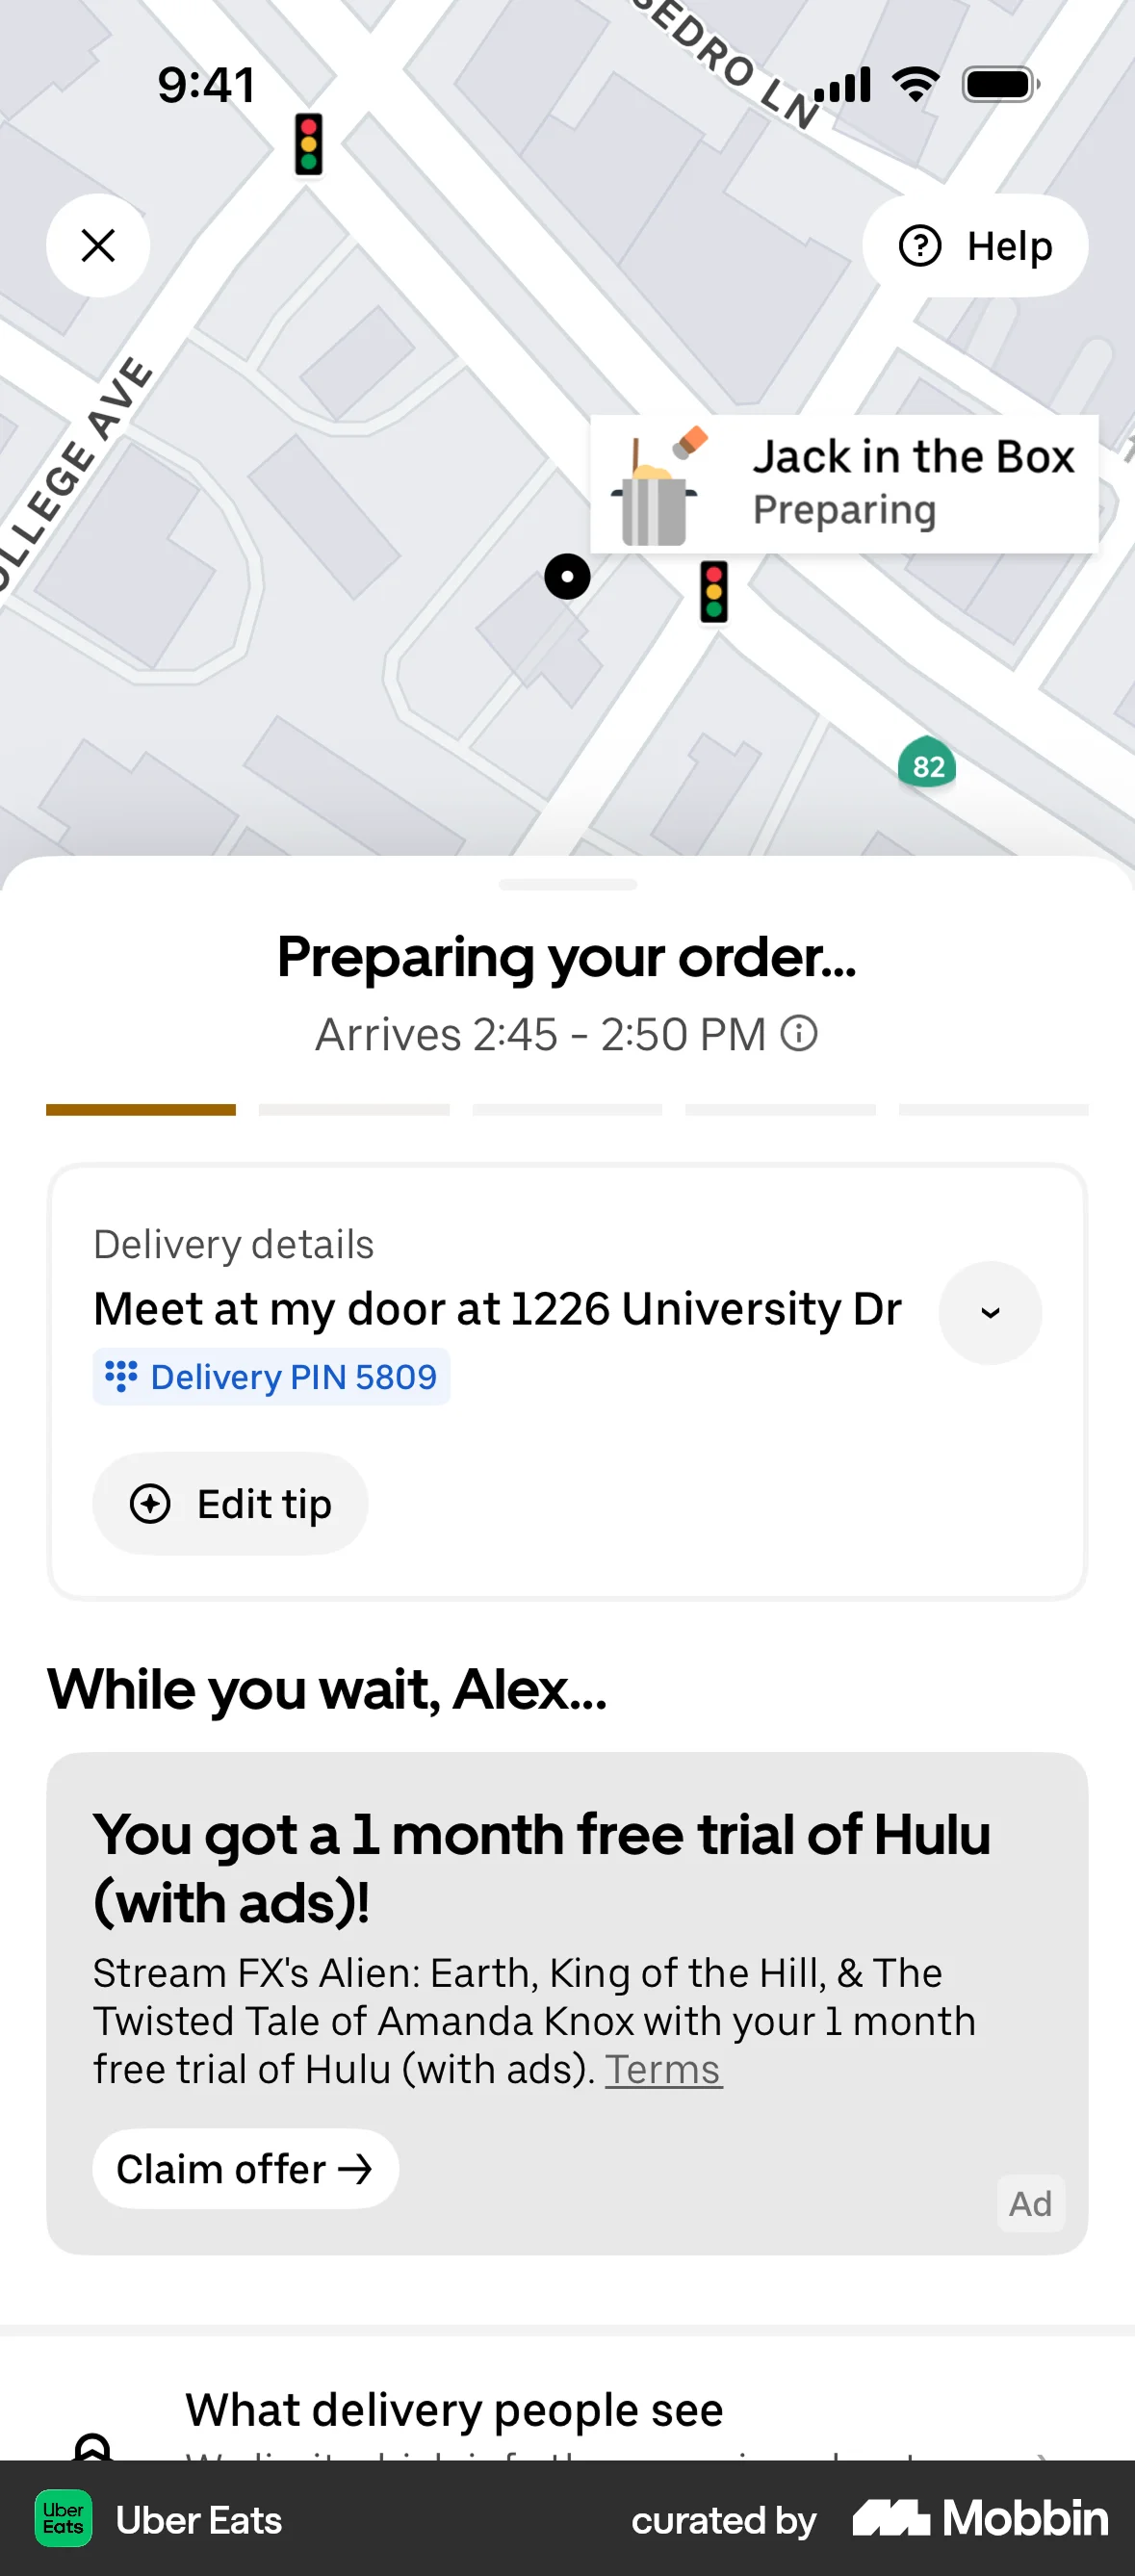 SEDRO LN
9:41
Help
LLEGE AVE
Jack in the Box
Preparing
82
Preparing your order...
Arrives 2:45 - 2:50 PM
Delivery details
Meet at my door at 1226 University Dr
Delivery PIN 5809
Edit tip
While you wait, Alex...
You got a 1 month free trial of Hulu
(with ads)!
Stream FX's Alien: Earth, King of the Hill, & The
Twisted Tale of Amanda Knox with your 1 month
free trial of Hulu (with ads). Terms
Claim offer →
Ad
What delivery people see
Uber
Eats
Uber Eats
curated by
Mobbin